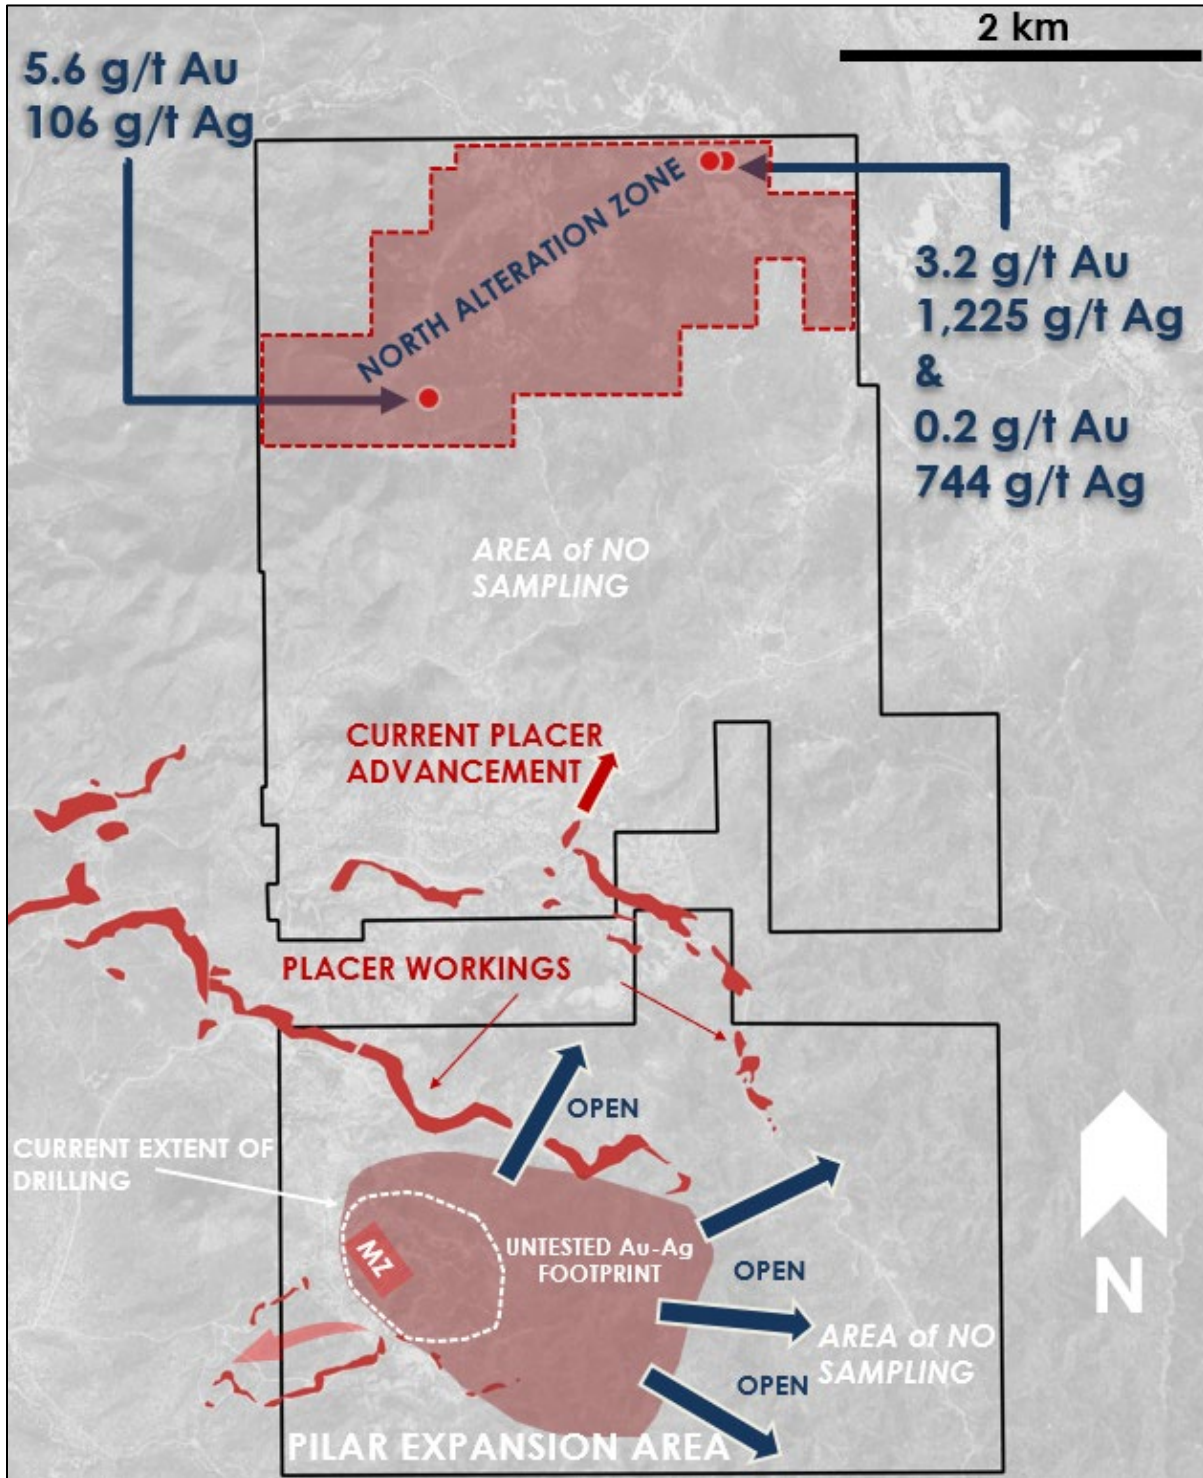 2 km
5.6 g/t Au
106 g/t Ag
NORTH ALTERATION ZONE
3.2 g/t Au
1,225 g/t Ag
&
0.2 g/t Au
744 g/t Ag
AREA of NO
SAMPLING
CURRENT PLACER
ADVANCEMENT
PLACER WORKINGS
OPEN
CURRENT EXTENT OF
DRILLING
MZ
UNTESTED Au-Ag
FOOTPRINT
OPEN
AREA of NO
SAMPLING
OPEN
N
PILAR EXPANSION AREA